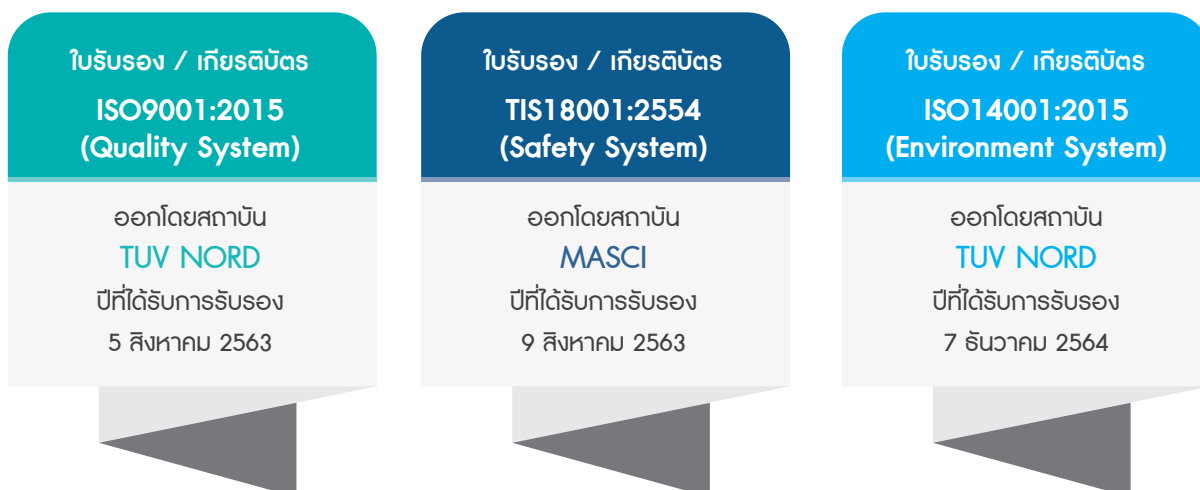 ใบรับรอง / เกียรติบัตร
ISO9001:2015
(Quality System)
ออกโดยสถาบัน
TUV NORD
ปีที่ได้รับการรับรอง
5 สิงหาคม 2563
ใบรับรอง / เกียรติบัตร
TIS18001:2554
(Safety System)
ออกโดยสถาบัน
MASCI
ปีที่ได้รับการรับรอง
9 สิงหาคม 2563
ใบรับรอง / เกียรติบัตร
ISO14001:2015
(Environment System)
ออกโดยสถาบัน
TUV NORD
ปีที่ได้รับการรับรอง
7 ธันวาคม 2564